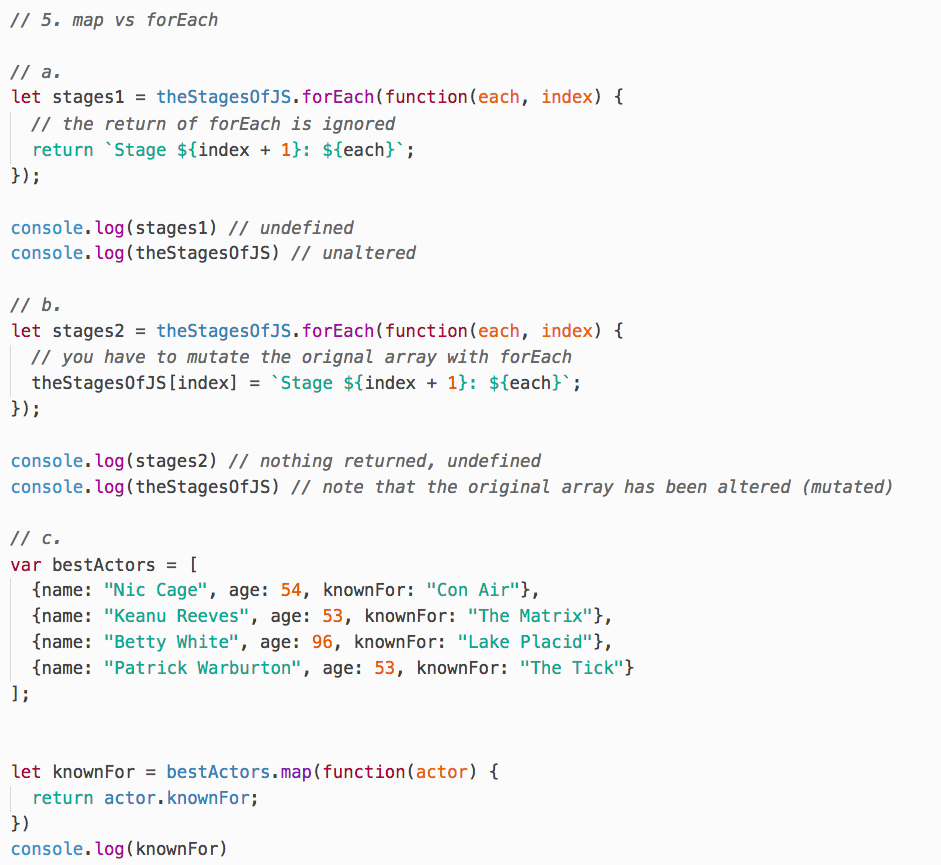 // 5. map vs forEach
// a.
let stages1 = theStagesOfJS.forEach(function(each, index) {
// the return of forEach is ignored
return `Stage ${index + 1}: ${each}`;
});
console.log(stages1) // undefined
console.log(theStagesOfJS) // unaltered
// b.
let stages2 = theStagesOfJS.forEach(function(each, index) {
// you have to mutate the orignal array with forEach
theStagesOfJS[index] = `Stage ${index + 1}: ${each}`;
});
console.log(stages2) // nothing returned, undefined
console.log(theStagesOfJS) // note that the original array has been altered (mutated)
// c.
var bestActors = [
{name: "Nic Cage", age: 54, knownFor: "Con Air"},
{name: "Keanu Reeves", age: 53, knownFor: "The Matrix"},
{name: "Betty White", age: 96, knownFor: "Lake Placid"},
{name: "Patrick Warburton", age: 53, knownFor: "The Tick"}
];
let knownFor = bestActors.map(function(actor) {
return actor.knownFor;
})
console.log(knownFor)